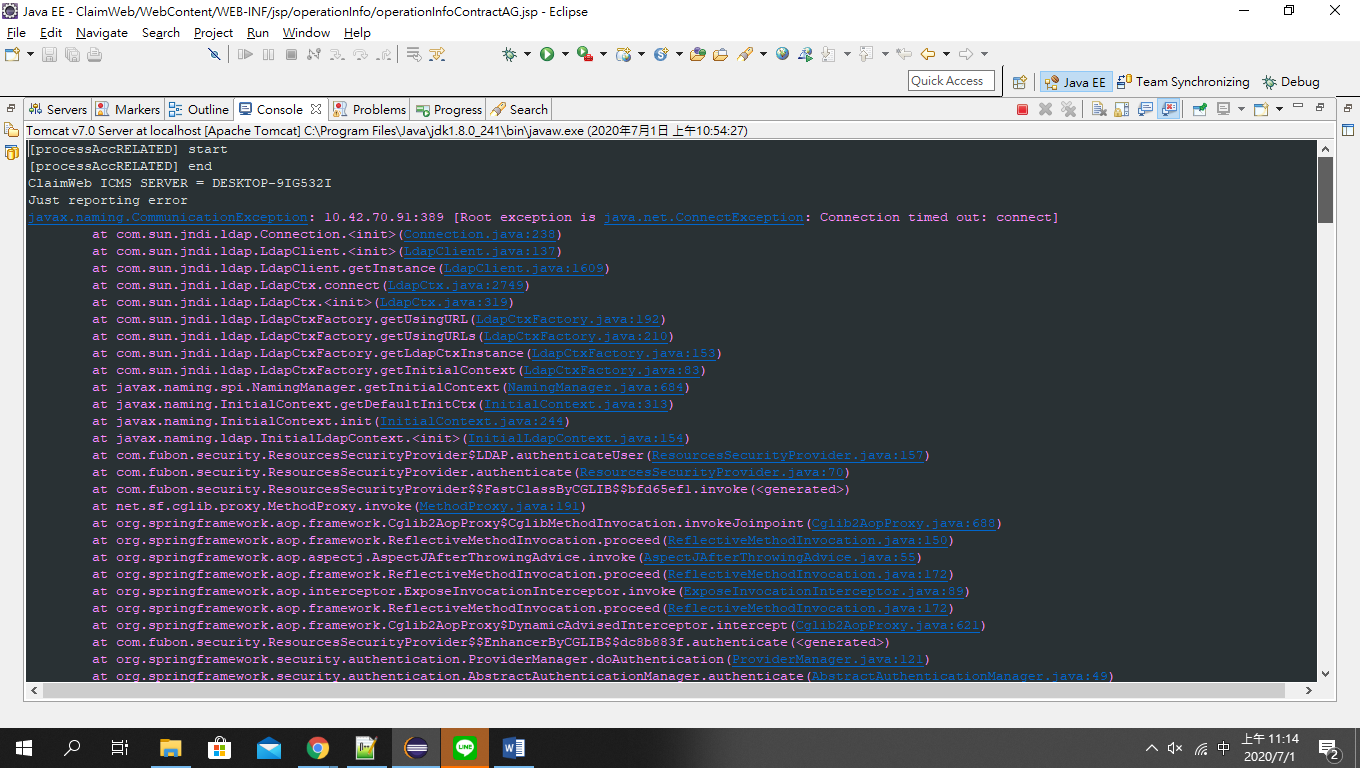 Java EE - ClaimWeb/WebContent/WEB-INF/jsp/operationInfo/operationInfoContractAG.jsp - Eclipse
File Edit Navigate Search Project Run Window Help
Quick Access
Java EE
Team Synchronizing
Debug
Servers
Markers
Outline
Console
Problems
Progress
Search
Tomcat v7.0 Server at localhost [Apache Tomcat] C:\Program Files\Java\jdk1.8.0_241\bin\javaw.exe (2020年7月1日 上午10:54:27)
[processAccRELATED] start
[processAccRELATED] end
ClaimWeb ICMS SERVER = DESKTOP-9IG532I
Just reporting error
javax.naming.CommunicationException: 10.42.70.91:389 [Root exception is java.net.ConnectException: Connection timed out: connect]
at com.sun.jndi.ldap.Connection.<init>(Connection.java:238)
at com.sun.jndi.ldap.LdapClient.<init>(LdapClient.java:137)
at com.sun.jndi.ldap.LdapClient.getInstance(LdapClient.java:1609)
at com.sun.jndi.ldap.LdapCtx.connect(LdapCtx.java:2749)
at com.sun.jndi.ldap.LdapCtx.<init>(LdapCtx.java:319)
at com.sun.jndi.ldap.LdapCtxFactory.getUsingURL(LdapCtxFactory.java:192)
at com.sun.jndi.ldap.LdapCtxFactory.getUsingURLs(LdapCtxFactory.java:210)
at com.sun.jndi.ldap.LdapCtxFactory.getLdapCtxInstance(LdapCtxFactory.java:153)
at com.sun.jndi.ldap.LdapCtxFactory.getInitialContext(LdapCtxFactory.java:83)
at javax.naming.spi.NamingManager.getInitialContext(NamingManager.java:684)
at javax.naming.InitialContext.getDefaultInitCtx(InitialContext.java:313)
at javax.naming.InitialContext.init(InitialContext.java:244)
at javax.naming.ldap.InitialLdapContext.<init>(InitialLdapContext.java:154)
at com.fubon.security.ResourcesSecurityProvider$LDAP.authenticateUser(ResourcesSecurityProvider.java:157)
at com.fubon.security.ResourcesSecurityProvider.authenticate(ResourcesSecurityProvider.java:70)
at com.fubon.security.ResourcesSecurityProvider$$FastClassByCGLIB$$bfd65ef1.invoke(<generated>)
at net.sf.cglib.proxy.MethodProxy.invoke(MethodProxy.java:191)
at org.springframework.aop.framework.Cglib2AopProxy$CglibMethodInvocation.invokeJoinpoint(Cglib2AopProxy.java:688)
at org.springframework.aop.framework.ReflectiveMethodInvocation.proceed(ReflectiveMethodInvocation.java:150)
at org.springframework.aop.aspectj.AspectJAfterThrowingAdvice.invoke(AspectJAfterThrowingAdvice.java:55)
at org.springframework.aop.framework.ReflectiveMethodInvocation.proceed(ReflectiveMethodInvocation.java:172)
at org.springframework.aop.interceptor.ExposeInvocationInterceptor.invoke(ExposeInvocationInterceptor.java:89)
at org.springframework.aop.framework.ReflectiveMethodInvocation.proceed(ReflectiveMethodInvocation.java:172)
at org.springframework.aop.framework.Cglib2AopProxy$DynamicAdvisedInterceptor.intercept(Cglib2AopProxy.java:621)
at com.fubon.security.ResourcesSecurityProvider$$EnhancerByCGLIB$$dc8b883f.authenticate(<generated>)
at org.springframework.security.authentication.ProviderManager.doAuthentication(ProviderManager.java:121)
at org.springframework.security.authentication.AbstractAuthenticationManager.authenticate(AbstractAuthenticationManager.java:49)
LINE
中
上午 11:14
2020/7/1
2